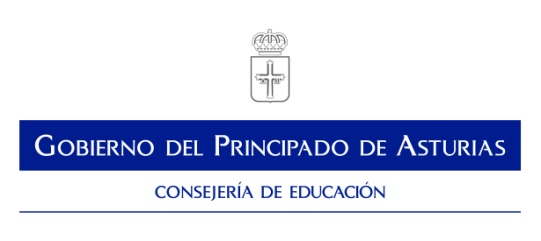 GOBIERNO DEL PRINCIPADO DE ASTURIAS
CONSEJERÍA DE EDUCACIÓN